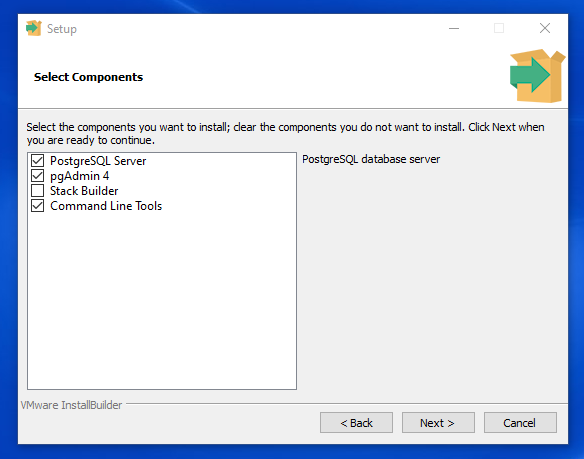 Setup
Select Components
Select the components you want to install; clear the components you do not want to install. Click Next when
you are ready to continue.
PostgreSQL Server
pgAdmin 4
Stack Builder
Command Line Tools
PostgreSQL database server
VMware InstallBuilder
< Back
Next >
Cancel